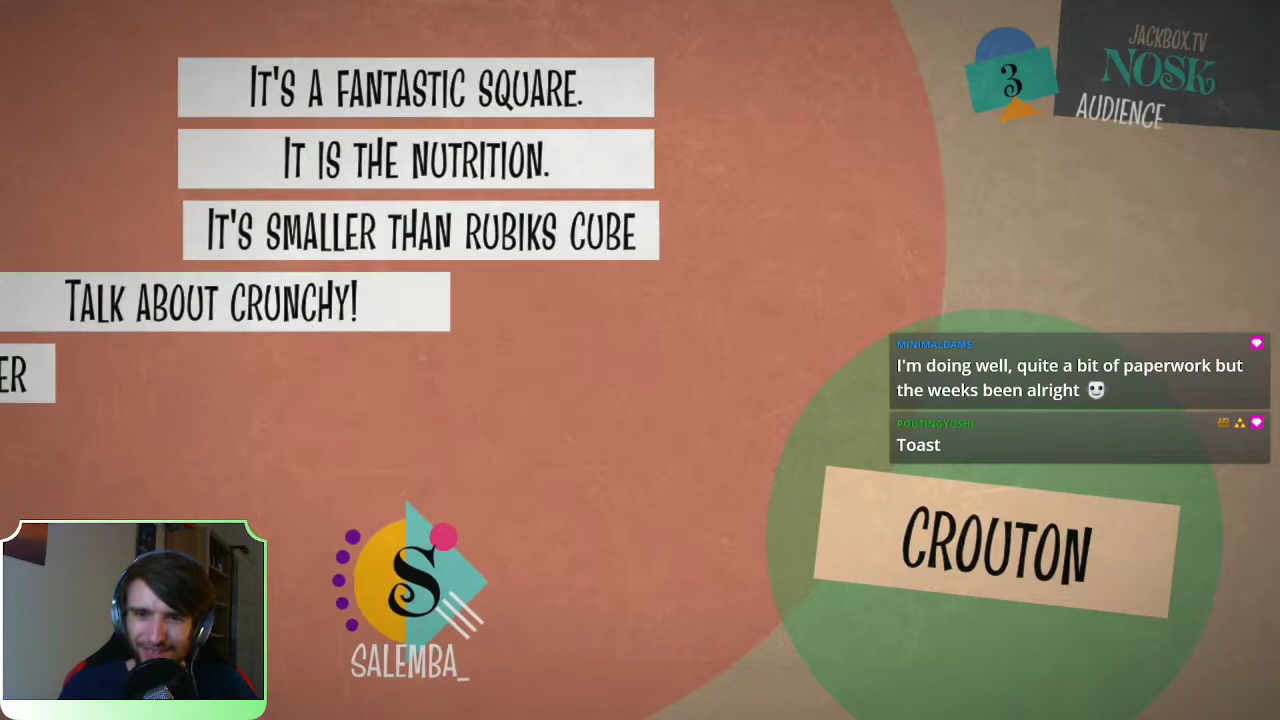 It's a fantastic square.
It is the nutrition.
It's smaller than rubiks cube
Talk about crunchy!
ER
3
JACKBOX.TV
NOSK
AUDIENCE
MINIMALDAMS
I'm doing well, quite a bit of paperwork but
the weeks been alright
POUTINGYOSHI
Toast
CROUTON
S
SALEMBA_